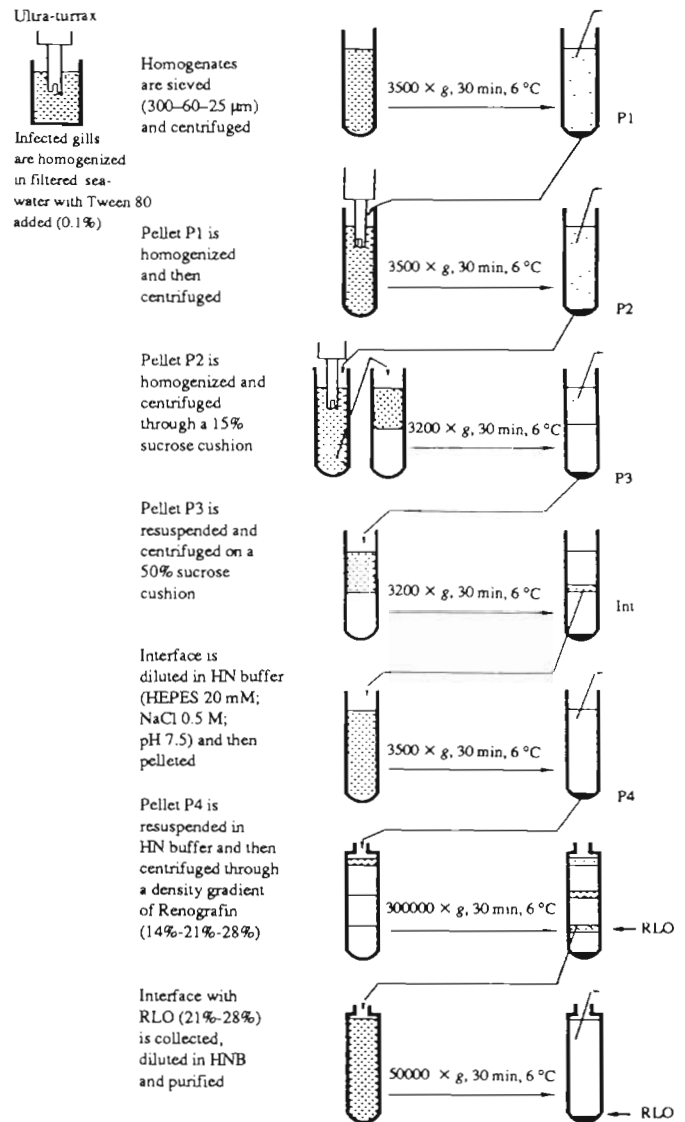 Ultra-turrax
Infected gills
are homogenized
in filtered sea-
water with Tween 80
added (0.1%)
Homogenates
are sieved
(300–60–25 µm)
and centrifuged
3500 × g, 30 min, 6 °C
P1
Pellet P1 is
homogenized
and then
centrifuged
3500 × g, 30 min, 6 °C
P2
Pellet P2 is
homogenized and
centrifuged
through a 15%
sucrose cushion
3200 × g, 30 min, 6 °C
P3
Pellet P3 is
resuspended and
centrifuged on a
50% sucrose
cushion
3200 × g, 30 min, 6 °C
Int
Interface is
diluted in HN buffer
(HEPES 20 mM;
NaCl 0.5 M;
pH 7.5) and then
pelleted
3500 × g, 30 min, 6 °C
P4
Pellet P4 is
resuspended in
HN buffer and then
centrifuged through
a density gradient
of Renografin
(14%-21%-28%)
300000 × g, 30 min, 6 °C
RLO
Interface with
RLO (21%-28%)
is collected,
diluted in HNB
and purified
50000 × g, 30 min, 6 °C
RLO